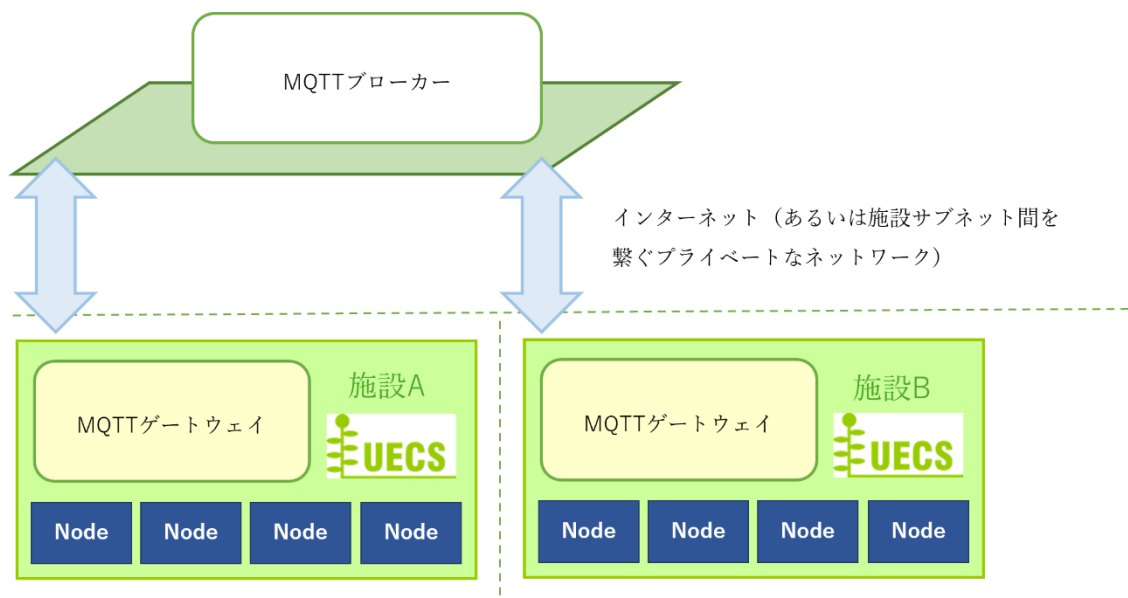 MQTTブローカー
インターネット（あるいは施設サブネット間を
繋ぐプライベートなネットワーク）
MQTTゲートウェイ
施設A
UECS
Node
Node
Node
Node
MQTTゲートウェイ
施設B
UECS
Node
Node
Node
Node